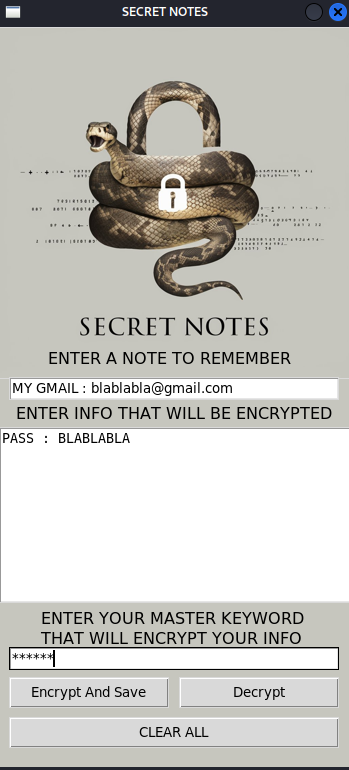 SECRET NOTES
SECRET NOTES
ENTER A NOTE TO REMEMBER
MY GMAIL : blablabla@gmail.com
ENTER INFO THAT WILL BE ENCRYPTED
PASS : BLABLABLA
ENTER YOUR MASTER KEYWORD
THAT WILL ENCRYPT YOUR INFO
******
Encrypt And Save
Decrypt
CLEAR ALL